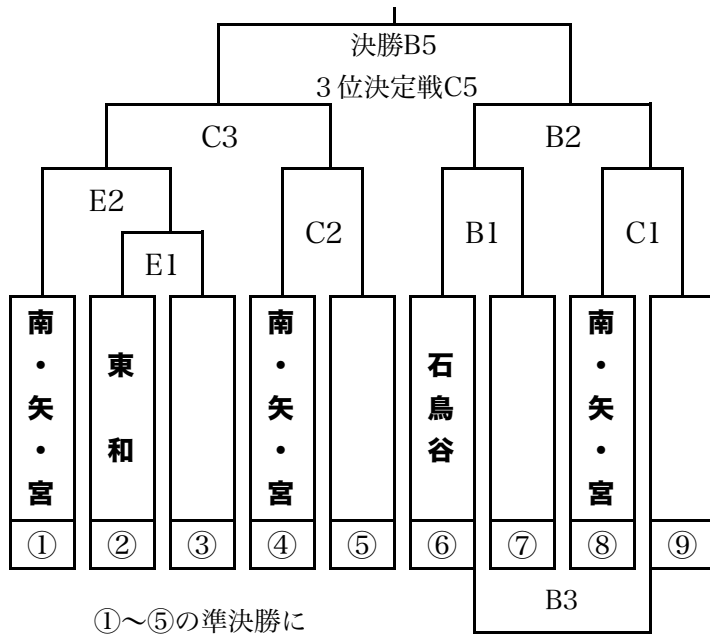 決勝B5
３位決定戦C5
C3
B2
E2
C2
B1
C1
E1
南・矢・宮
東和
南・矢・宮
石鳥谷
南・矢・宮
①
②
③
④
⑤
⑥
⑦
⑧
⑨
B3
①～⑤の準決勝に